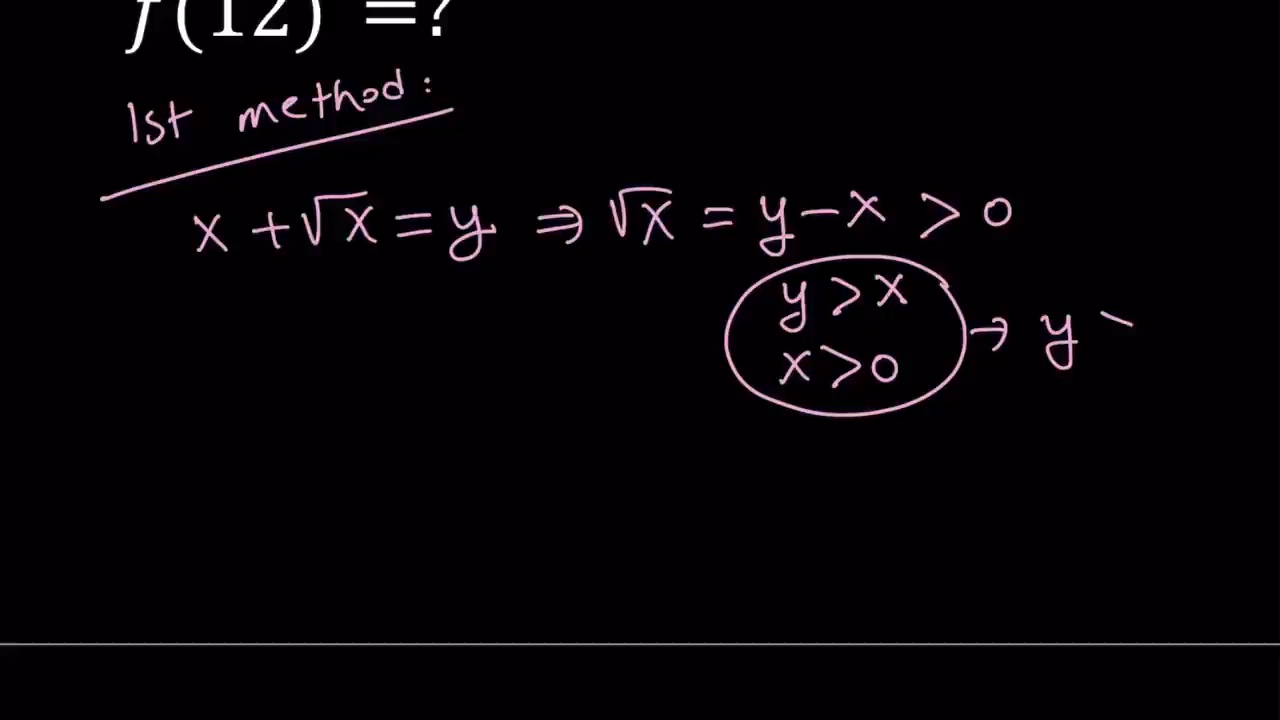 f(12) =?
1st method:
x + √x = y ⇒ √x = y - x > 0
y > x → y
x > 0